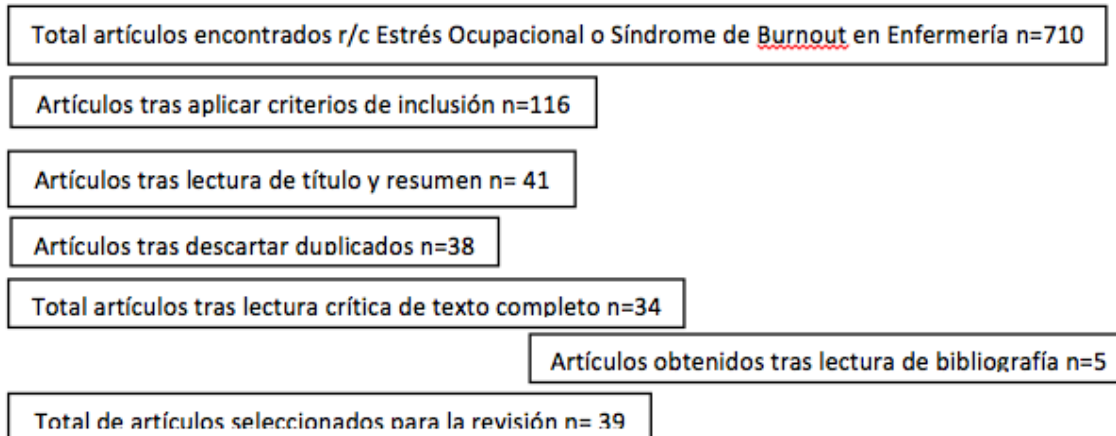 Total artículos encontrados r/c Estrés Ocupacional o Síndrome de Burnout en Enfermería n=710
Artículos tras aplicar criterios de inclusión n=116
Artículos tras lectura de título y resumen n= 41
Artículos tras descartar duplicados n=38
Total artículos tras lectura crítica de texto completo n=34
Artículos obtenidos tras lectura de bibliografía n=5
Total de artículos seleccionados para la revisión n= 39